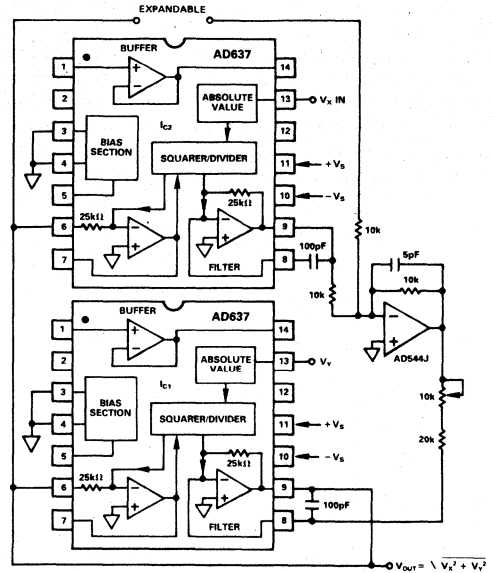 EXPANDABLE
BUFFER
AD637
1
14
ABSOLUTE VALUE
2
13
VX IN
3
IC2
12
BIAS SECTION
4
SQUARER/DIVIDER
11
+VS
5
10
-VS
25kΩ
25kΩ
6
9
10k
100pF
5pF
7
FILTER
8
10k
10k
AD544J
BUFFER
AD637
1
14
ABSOLUTE VALUE
2
13
VY
3
IC1
12
10k
BIAS SECTION
4
SQUARER/DIVIDER
11
+VS
5
10
-VS
20k
25kΩ
25kΩ
6
9
100pF
7
FILTER
8
VOUT = \ VX² + VY²